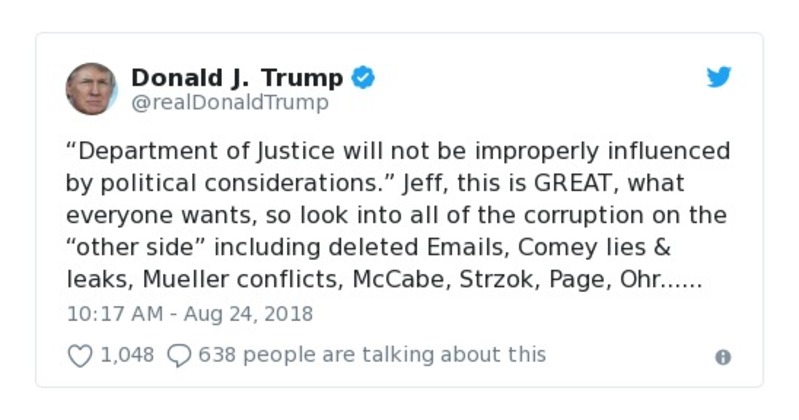 Donald J. Trump
@realDonaldTrump
“Department of Justice will not be improperly influenced
by political considerations.” Jeff, this is GREAT, what
everyone wants, so look into all of the corruption on the
“other side” including deleted Emails, Comey lies &
leaks, Mueller conflicts, McCabe, Strzok, Page, Ohr......
10:17 AM - Aug 24, 2018
1,048 638 people are talking about this